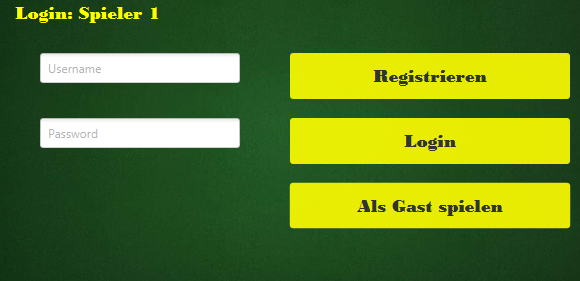 Login: Spieler 1
Username
Registrieren
Password
Login
Als Gast spielen